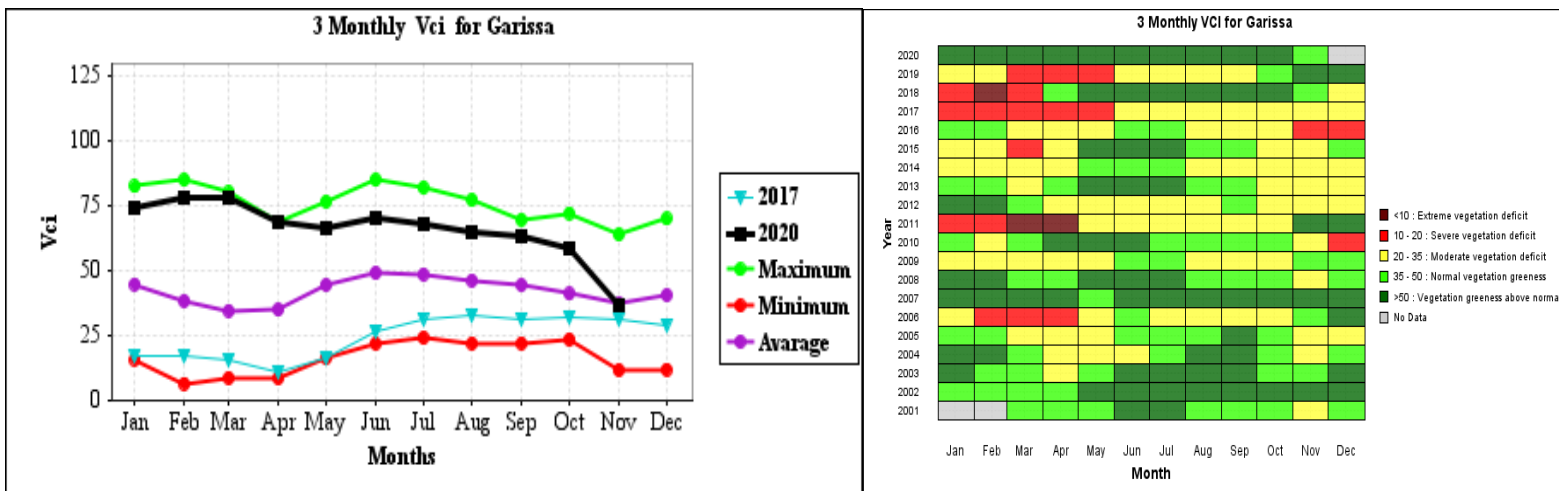 3 Monthly Vci for Garissa
Vci
125
100
75
50
25
0
Jan Feb Mar Apr May Jun Jul Aug Sep Oct Nov Dec
Months
2017
2020
Maximum
Minimum
Avarage
3 Monthly VCI for Garissa
Year
2020
2019
2018
2017
2016
2015
2014
2013
2012
2011
2010
2009
2008
2007
2006
2005
2004
2003
2002
2001
Jan Feb Mar Apr May Jun Jul Aug Sep Oct Nov Dec
Month
<10 : Extreme vegetation deficit
10 - 20 : Severe vegetation deficit
20 - 35 : Moderate vegetation deficit
35 - 50 : Normal vegetation greeness
>50 : Vegetation greeness above norma
No Data